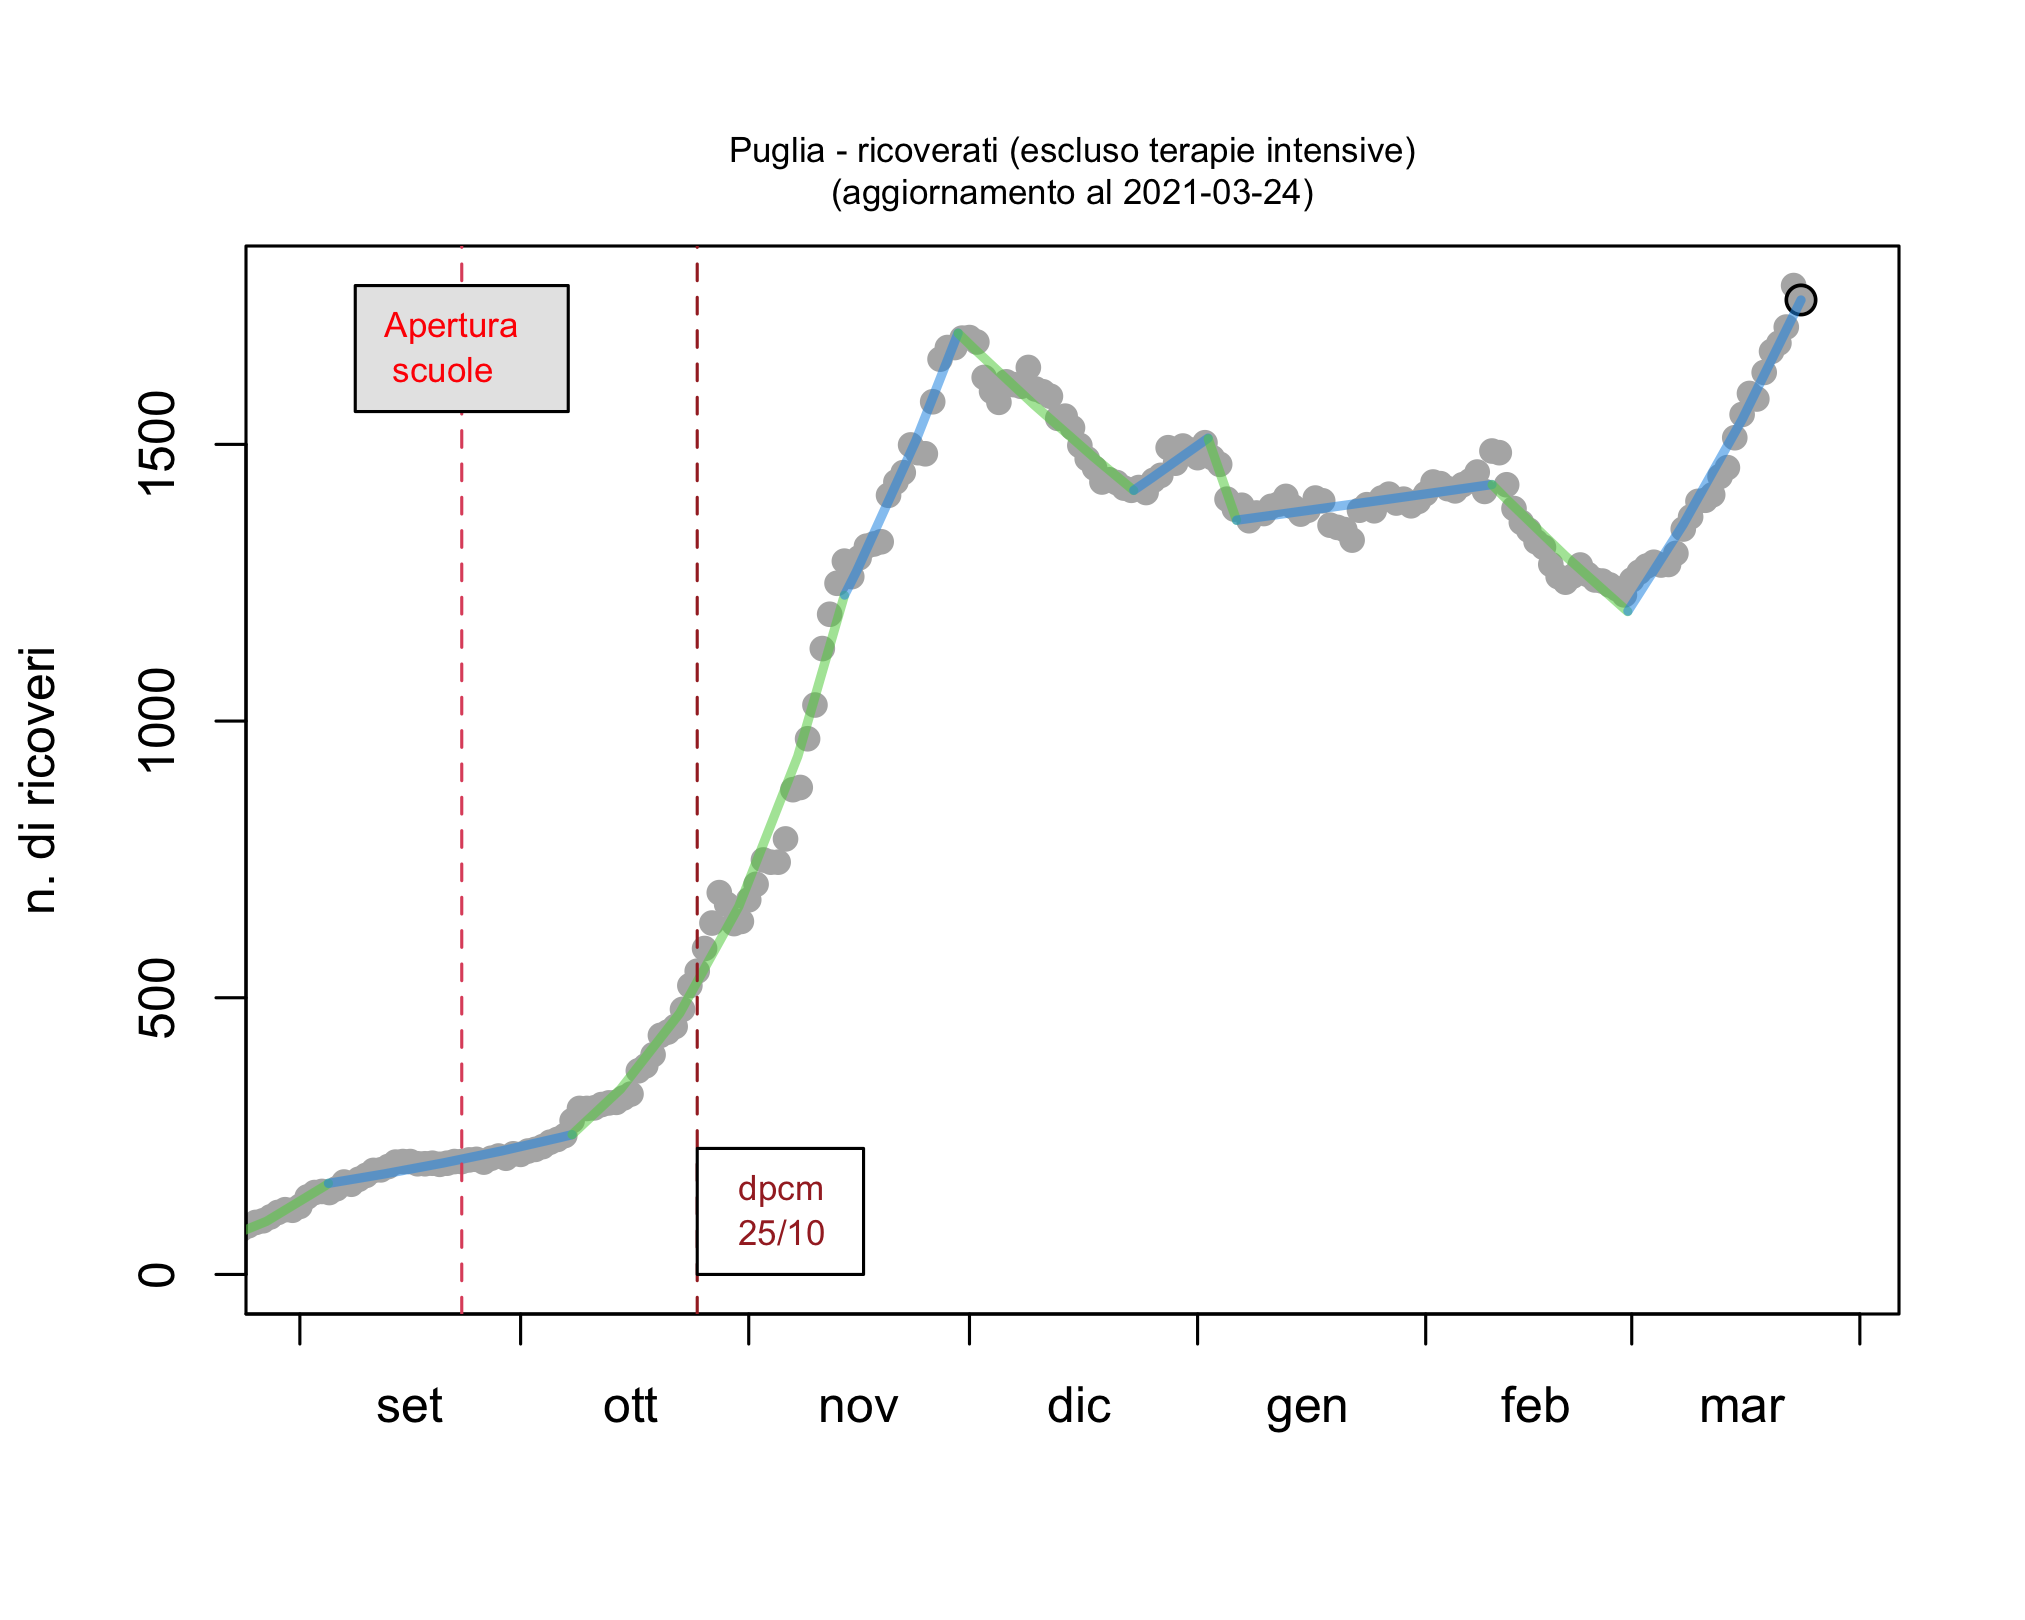 Puglia - ricoverati (escluso terapie intensive)
(aggiornamento al 2021-03-24)
Apertura
scuole
dpcm
25/10
n. di ricoveri
1500
1000
500
0
set ott nov dic gen feb mar